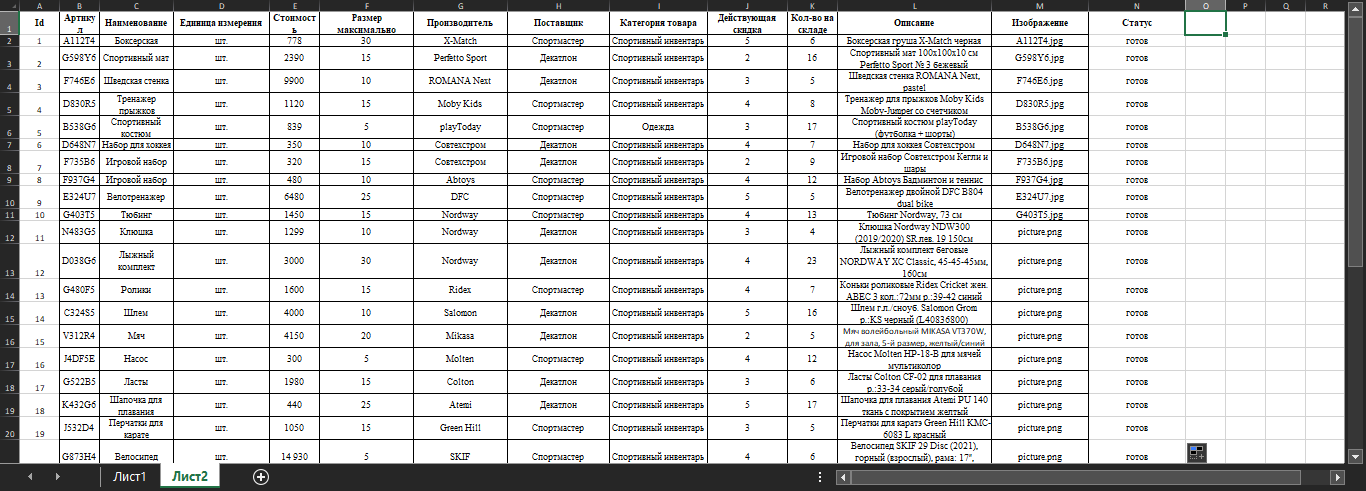 A B C D E F G H I J K L M N O P Q R
1 Id Артикул Наименование Единица измерения Стоимость Размер максимально Производитель Поставщик Категория товара Действующая скидка Кол-во на складе Описание Изображение Статус
2 1 A112T4 Боксерская шт. 778 30 X-Match Спортмастер Спортивный инвентарь 5 6 Боксерская груша X-Match черная A112T4.jpg готов
3 2 G598Y6 Спортивный мат шт. 2390 15 Perfetto Sport Декатлон Спортивный инвентарь 2 16 Спортивный мат 100x100x10 см Perfetto Sport № 3 бежевый G598Y6.jpg готов
4 3 F746E6 Шведская стенка шт. 9900 10 ROMANA Next Декатлон Спортивный инвентарь 3 5 Шведская стенка ROMANA Next, pastel F746E6.jpg готов
5 4 D830R5 Тренажер прыжков шт. 1120 15 Moby Kids Спортмастер Спортивный инвентарь 4 8 Тренажер для прыжков Moby Kids Moby-Jumper со счетчиком D830R5.jpg готов
6 5 B538G6 Спортивный костюм шт. 839 5 playToday Спортмастер Одежда 3 17 Спортивный костюм playToday (футболка + шорты) B538G6.jpg готов
7 6 D648N7 Набор для хоккея шт. 350 10 Совтехстром Декатлон Спортивный инвентарь 4 7 Набор для хоккея Совтехстром D648N7.jpg готов
8 7 F735B6 Игровой набор шт. 320 15 Совтехстром Декатлон Спортивный инвентарь 2 9 Игровой набор Совтехстром Кегли и шары F735B6.jpg готов
9 8 F937G4 Игровой набор шт. 480 10 Abtoys Спортмастер Спортивный инвентарь 4 12 Набор Abtoys Бадминтон и теннис F937G4.jpg готов
10 9 E324U7 Велотренажер шт. 6480 25 DFC Спортмастер Спортивный инвентарь 5 5 Велотренажер двойной DFC B804 dual bike E324U7.jpg готов
11 10 G403T5 Тюбинг шт. 1450 15 Nordway Спортмастер Спортивный инвентарь 4 13 Тюбинг Nordway, 73 см G403T5.jpg готов
12 11 N483G5 Клюшка шт. 1299 10 Nordway Декатлон Спортивный инвентарь 3 4 Клюшка Nordway NDW300 (2019/2020) SR лев. 19 150см picture.png готов
13 12 D038G6 Лыжный комплект шт. 3000 30 Nordway Декатлон Спортивный инвентарь 4 23 Лыжный комплект беговые NORDWAY XC Classic, 45-45-45мм, 160см picture.png готов
14 13 G480F5 Ролики шт. 1600 15 Ridex Спортмастер Спортивный инвентарь 4 7 Коньки роликовые Ridex Cricket жен. ABEC 3 кол.:72мм р.:39-42 синий picture.png готов
15 14 C324S5 Шлем шт. 4000 10 Salomon Декатлон Спортивный инвентарь 5 16 Шлем г.л./сноуб. Salomon Grom р.:KS черный (L40836800) picture.png готов
16 15 V312R4 Мяч шт. 4150 20 Mikasa Декатлон Спортивный инвентарь 2 5 Мяч волейбольный MIKASA VT370W, для зала, 5-й размер, желтый/синий picture.png готов
17 16 J4DF5E Насос шт. 300 5 Molten Спортмастер Спортивный инвентарь 4 12 Насос Molten HP-18-B для мячей мультиколор picture.png готов
18 17 G522B5 Ласты шт. 1980 15 Colton Декатлон Спортивный инвентарь 3 6 Ласты Colton CF-02 для плавания р.:33-34 серый/голубой picture.png готов
19 18 K432G6 Шапочка для плавания шт. 440 25 Atemi Декатлон Спортивный инвентарь 5 17 Шапочка для плавания Atemi PU 140 ткань с покрытием желтый picture.png готов
20 19 J532D4 Перчатки для карате шт. 1050 15 Green Hill Спортмастер Спортивный инвентарь 3 5 Перчатки для каратэ Green Hill KMC-6083 L красный picture.png готов
G873H4 Велосипед шт. 14 930 5 SKIF Спортмастер Спортивный инвентарь 4 6 Велосипед SKIF 29 Disc (2021), горный (взрослый), рама: 17", picture.png готов
Лист1 Лист2